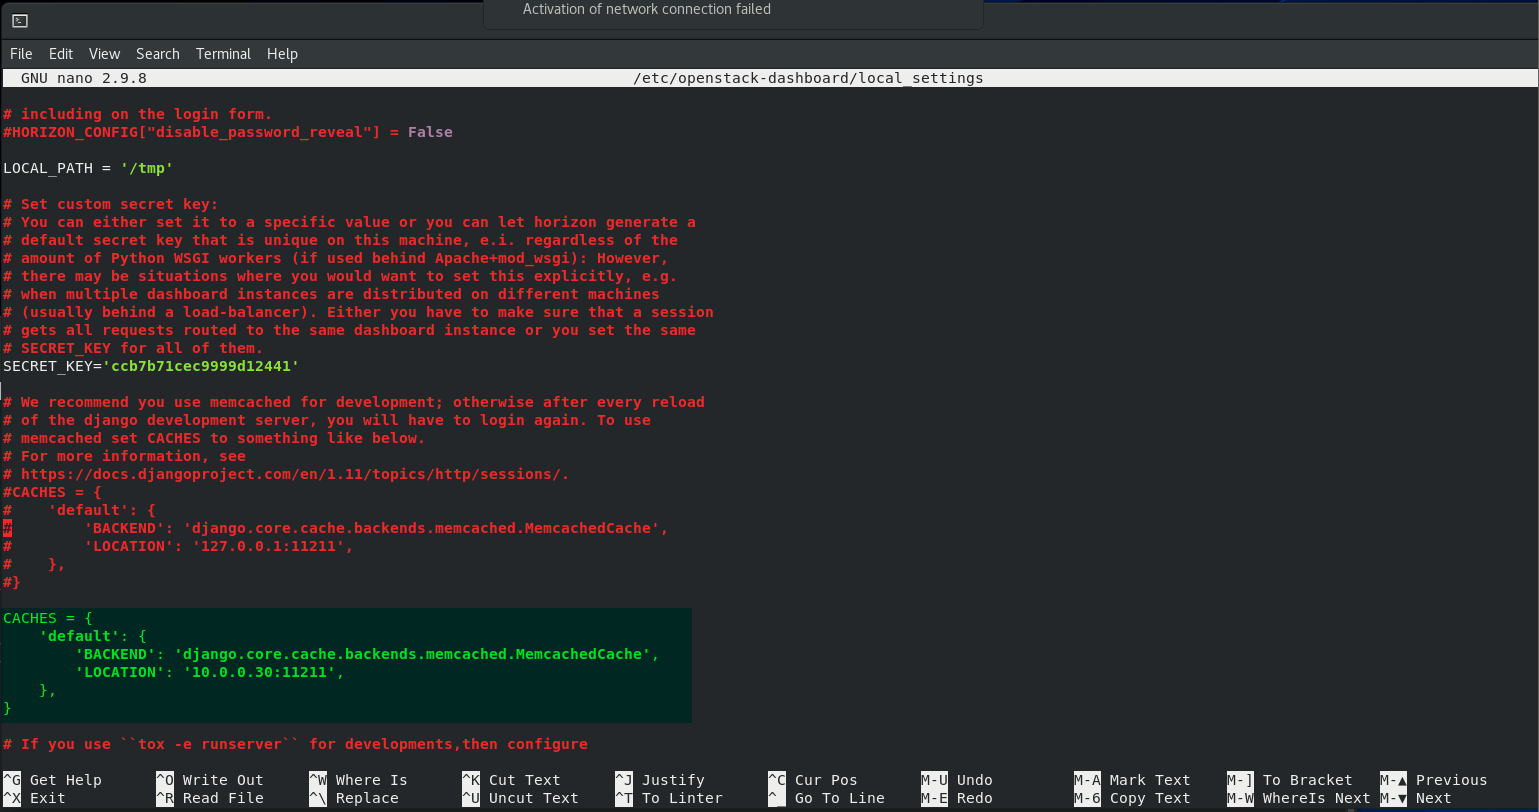 Activation of network connection failed
File Edit View Search Terminal Help
GNU nano 2.9.8 /etc/openstack-dashboard/local_settings
# including on the login form.
#HORIZON_CONFIG["disable_password_reveal"] = False
LOCAL_PATH = '/tmp'
# Set custom secret key:
# You can either set it to a specific value or you can let horizon generate a
# default secret key that is unique on this machine, e.i. regardless of the
# amount of Python WSGI workers (if used behind Apache+mod_wsgi): However,
# there may be situations where you would want to set this explicitly, e.g.
# when multiple dashboard instances are distributed on different machines
# (usually behind a load-balancer). Either you have to make sure that a session
# gets all requests routed to the same dashboard instance or you set the same
# SECRET_KEY for all of them.
SECRET_KEY='ccb7b71cec9999d12441'
# We recommend you use memcached for development; otherwise after every reload
# of the django development server, you will have to login again. To use
# memcached set CACHES to something like below.
# For more information, see
# https://docs.djangoproject.com/en/1.11/topics/http/sessions/.
#CACHES = {
#    'default': {
#        'BACKEND': 'django.core.cache.backends.memcached.MemcachedCache',
#        'LOCATION': '127.0.0.1:11211',
#    },
#}
CACHES = {
    'default': {
        'BACKEND': 'django.core.cache.backends.memcached.MemcachedCache',
        'LOCATION': '10.0.0.30:11211',
    },
}
# If you use ``tox -e runserver`` for developments,then configure
^G Get Help ^O Write Out ^W Where Is ^K Cut Text ^J Justify ^C Cur Pos M-U Undo M-A Mark Text M-] To Bracket M-▲ Previous
^X Exit ^R Read File ^\ Replace ^U Uncut Text ^T To Linter ^_ Go To Line M-E Redo M-6 Copy Text M-W WhereIs Next M-▼ Next